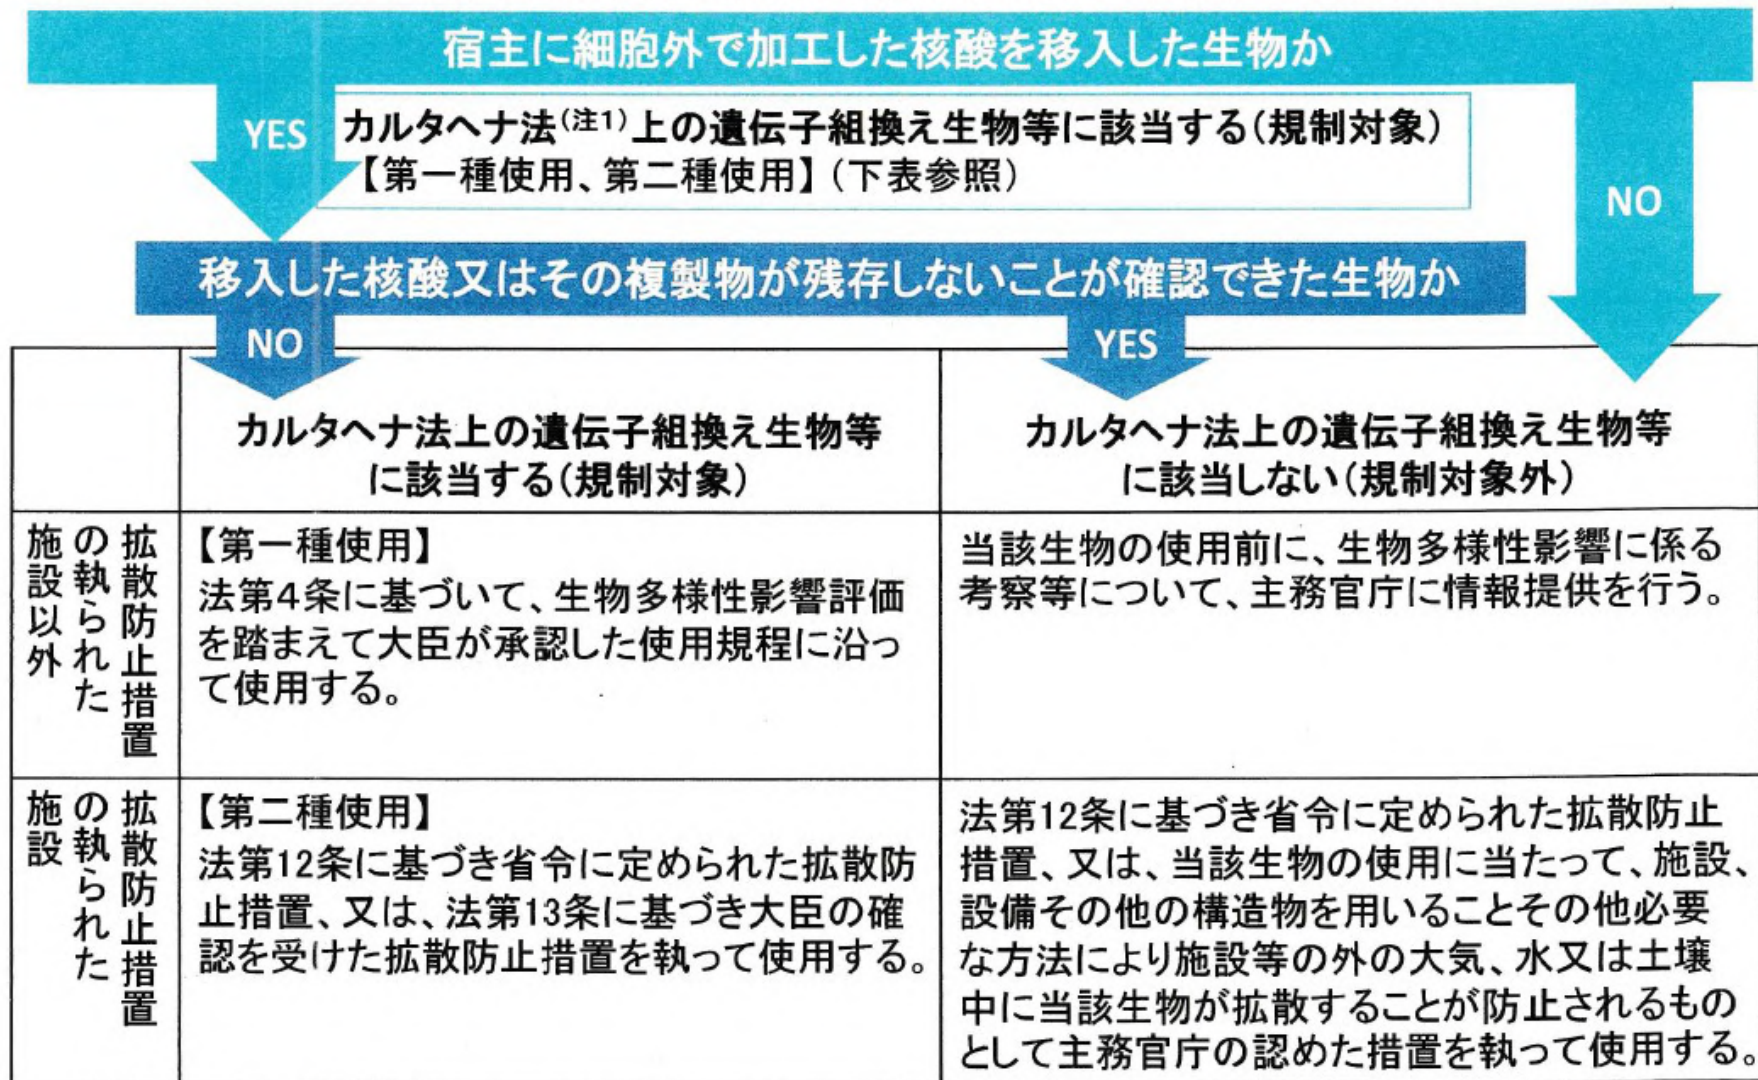 宿主に細胞外で加工した核酸を移入した生物か
YES
カルタヘナ法(注1)上の遺伝子組換え生物等に該当する(規制対象)
【第一種使用、第二種使用】(下表参照)
NO
移入した核酸又はその複製物が残存しないことが確認できた生物か
NO
YES
カルタヘナ法上の遺伝子組換え生物等
に該当する(規制対象)
カルタヘナ法上の遺伝子組換え生物等
に該当しない(規制対象外)
拡散防止措置
の執られた
施設以外
【第一種使用】
法第4条に基づいて、生物多様性影響評価
を踏まえて大臣が承認した使用規程に沿っ
て使用する。
当該生物の使用前に、生物多様性影響に係る
考察等について、主務官庁に情報提供を行う。
拡散防止措置
の執られた
施設
【第二種使用】
法第12条に基づき省令に定められた拡散防
止措置、又は、法第13条に基づき大臣の確
認を受けた拡散防止措置を執って使用する。
法第12条に基づき省令に定められた拡散防止
措置、又は、当該生物の使用に当たって、施設、
設備その他の構造物を用いることその他必要
な方法により施設等の外の大気、水又は土壌
中に当該生物が拡散することが防止されるもの
として主務官庁の認めた措置を執って使用する。